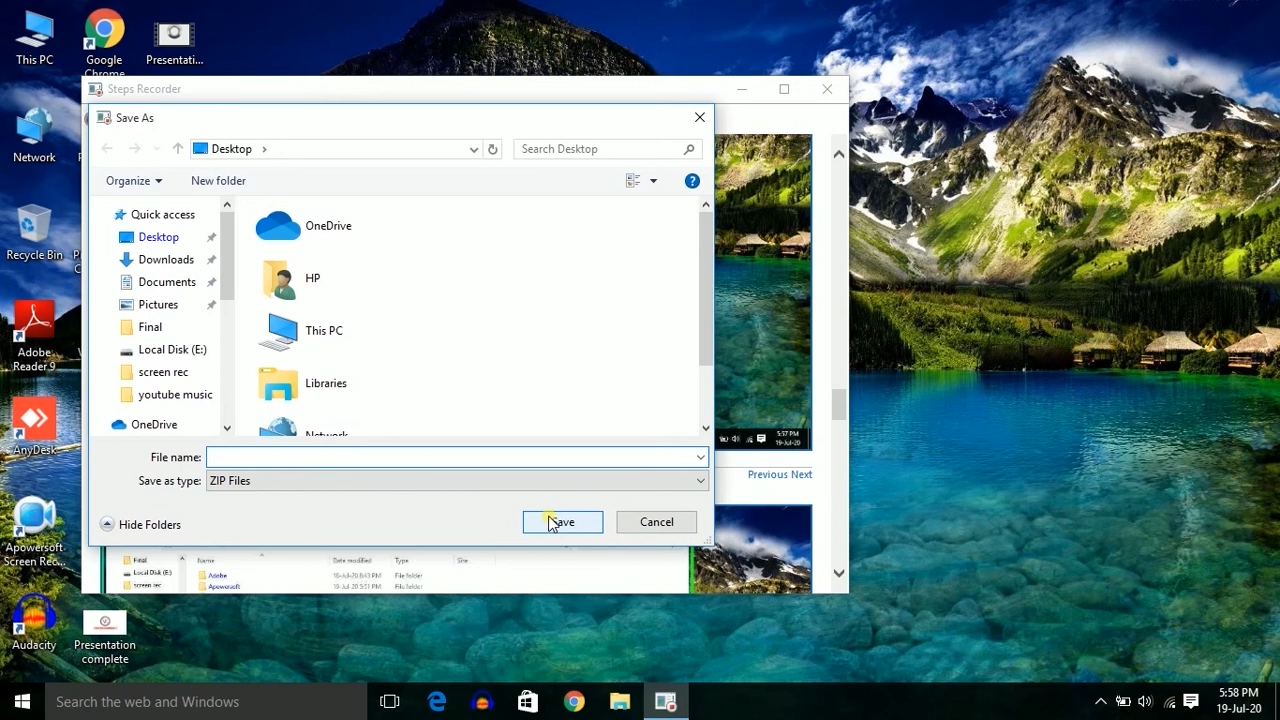 This PC
Google
Chrome
Presentati...
Steps Recorder
Save As
Network
Desktop
Search Desktop
Organize
New folder
Recycle Bin
Quick access
Desktop
Downloads
Documents
Pictures
Final
Local Disk (E:)
screen rec
youtube music
OneDrive
OneDrive
HP
This PC
Libraries
Network
Adobe
Reader 9
AnyDesk
5:57 PM
19-Jul-20
File name:
Save as type:
ZIP Files
Previous Next
Hide Folders
Save
Cancel
Apowersoft
Screen Rec...
Final
Local Disk (E:)
screen rec
Name
Date modified
Type
Size
Adobe
18-Jul-20 8:43 PM
File folder
Apowersoft
19-Jul-20 5:51 PM
File folder
Audacity
Presentation
complete
Search the web and Windows
5:58 PM
19-Jul-20